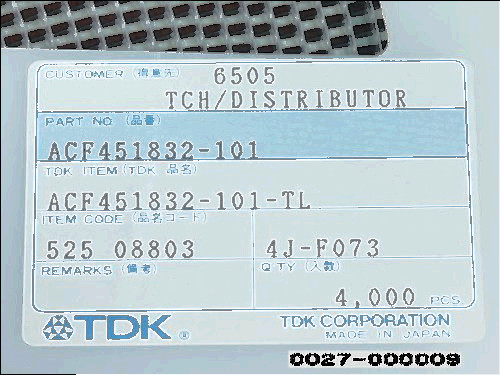 CUSTOMER (得意先) 6505
TCH/DISTRIBUTOR
PART NO. (品番)
ACF451832-101
TDK ITEM (TDK 品名)
ACF451832-101-TL
ITEM CODE (品名コード)
525 08803 4J-F073
REMARKS (備考) Q'TY (入数)
4,000 PCS.
TDK ® TDK CORPORATION
MADE IN JAPAN
0027-000009